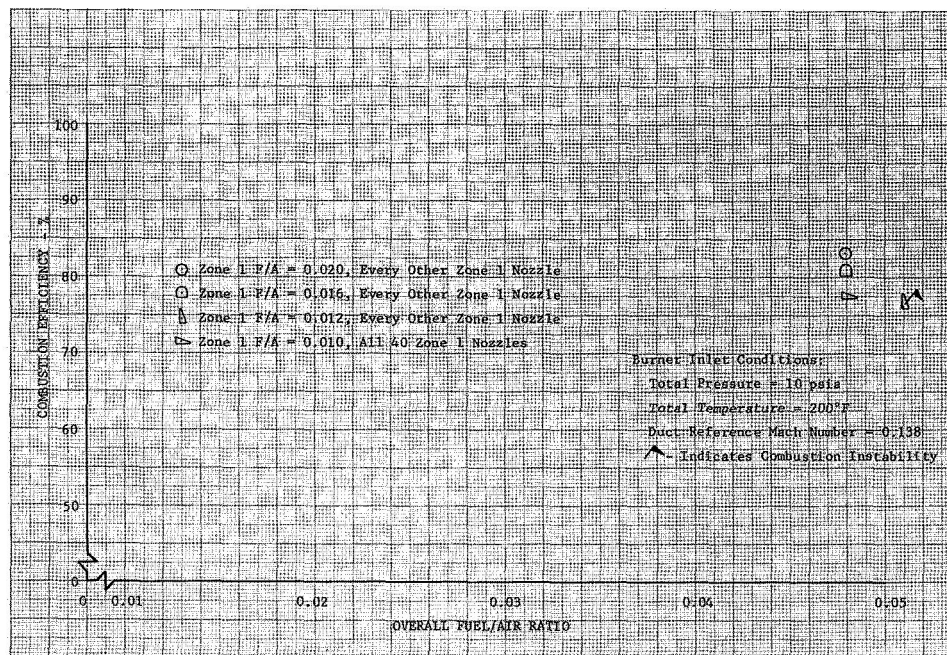 100
90
80
70
60
50
0
COMBUSTION EFFICIENCY - %
Zone 1 F/A = 0.020, Every Other Zone 1 Nozzle
Zone 1 F/A = 0.016, Every Other Zone 1 Nozzle
Zone 1 F/A = 0.012, Every Other Zone 1 Nozzle
Zone 1 F/A = 0.010, All 40 Zone 1 Nozzles
Burner Inlet Conditions:
Total Pressure = 10 psia
Total Temperature = 200°F
Duct Reference Mach Number = 0.138
- Indicates Combustion Instability
0 0.01 0.02 0.03 0.04 0.05
OVERALL FUEL/AIR RATIO